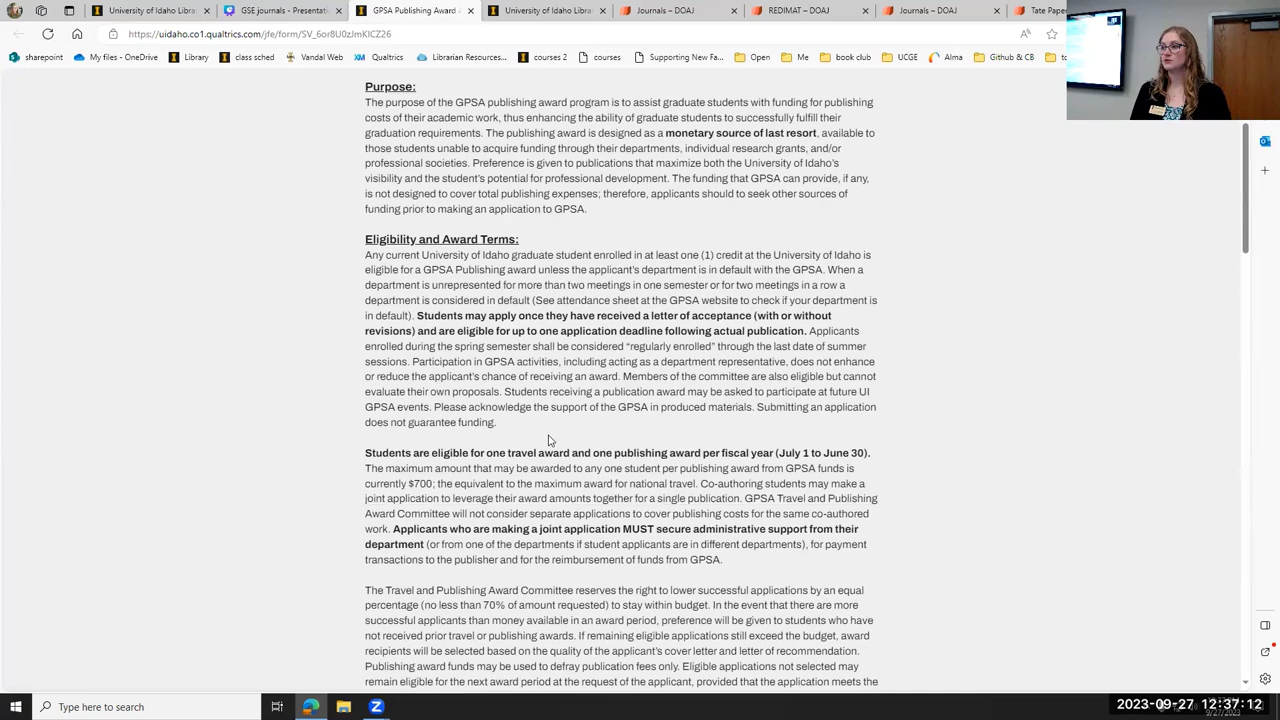 University of Idaho Librar
GSE journals - Presentatio
GPSA Publishing Award A
University of Idaho Librar
Journals – DOAJ
REDIMAT – DOAJ
Journals – DOAJ
Tate Paper
https://uidaho.co1.qualtrics.com/jfe/form/SV_6or8U0zJmKICZ26
sharepoint
My files - OneDrive
Library
class sched
Vandal Web
Qualtrics
Librarian Resources...
courses 2
courses
Supporting New Fa...
Open
Me
book club
UCGE
Alma
Github & CB
Purpose:
The purpose of the GPSA publishing award program is to assist graduate students with funding for publishing
costs of their academic work, thus enhancing the ability of graduate students to successfully fulfill their
graduation requirements. The publishing award is designed as a monetary source of last resort, available to
those students unable to acquire funding through their departments, individual research grants, and/or
professional societies. Preference is given to publications that maximize both the University of Idaho's
visibility and the student's potential for professional development. The funding that GPSA can provide, if any,
is not designed to cover total publishing expenses; therefore, applicants should to seek other sources of
funding prior to making an application to GPSA.
Eligibility and Award Terms:
Any current University of Idaho graduate student enrolled in at least one (1) credit at the University of Idaho is
eligible for a GPSA Publishing award unless the applicant's department is in default with the GPSA. When a
department is unrepresented for more than two meetings in one semester or for two meetings in a row a
department is considered in default (See attendance sheet at the GPSA website to check if your department is
in default). Students may apply once they have received a letter of acceptance (with or without
revisions) and are eligible for up to one application deadline following actual publication. Applicants
enrolled during the spring semester shall be considered "regularly enrolled" through the last date of summer
sessions. Participation in GPSA activities, including acting as a department representative, does not enhance
or reduce the applicant's chance of receiving an award. Members of the committee are also eligible but cannot
evaluate their own proposals. Students receiving a publication award may be asked to participate at future UI
GPSA events. Please acknowledge the support of the GPSA in produced materials. Submitting an application
does not guarantee funding.
Students are eligible for one travel award and one publishing award per fiscal year (July 1 to June 30).
The maximum amount that may be awarded to any one student per publishing award from GPSA funds is
currently $700; the equivalent to the maximum award for national travel. Co-authoring students may make a
joint application to leverage their award amounts together for a single publication. GPSA Travel and Publishing
Award Committee will not consider separate applications to cover publishing costs for the same co-authored
work. Applicants who are making a joint application MUST secure administrative support from their
department (or from one of the departments if student applicants are in different departments), for payment
transactions to the publisher and for the reimbursement of funds from GPSA.
The Travel and Publishing Award Committee reserves the right to lower successful applications by an equal
percentage (no less than 70% of amount requested) to stay within budget. In the event that there are more
successful applicants than money available in an award period, preference will be given to students who have
not received prior travel or publishing awards. If remaining eligible applications still exceed the budget, award
recipients will be selected based on the quality of the applicant's cover letter and letter of recommendation.
Publishing award funds may be used to defray publication fees only. Eligible applications not selected may
remain eligible for the next award period at the request of the applicant, provided that the application meets the
Type here to search
2023-09-27 12:37:12